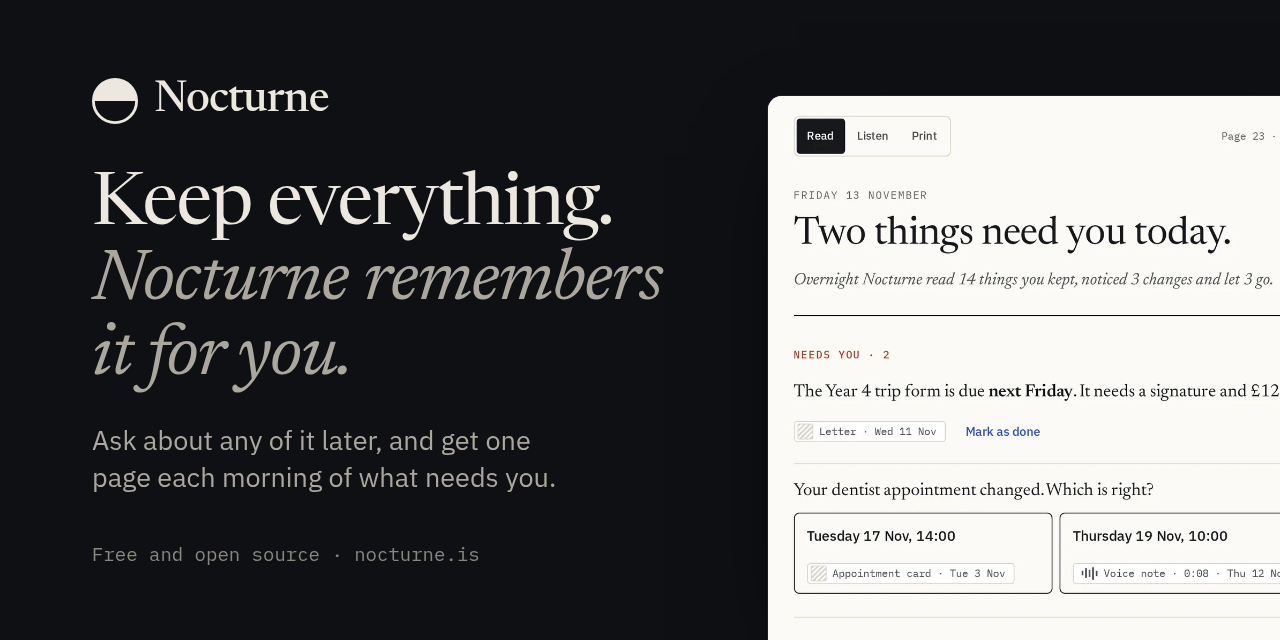 Nocturne
Keep everything.
Nocturne remembers
it for you.
Ask about any of it later, and get one
page each morning of what needs you.
Free and open source · nocturne.is
Read Listen Print
Page 23 ·
FRIDAY 13 NOVEMBER
Two things need you today.
Overnight Nocturne read 14 things you kept, noticed 3 changes and let 3 go.
NEEDS YOU · 2
The Year 4 trip form is due next Friday. It needs a signature and £12
Letter · Wed 11 Nov Mark as done
Your dentist appointment changed. Which is right?
Tuesday 17 Nov, 14:00
Appointment card · Tue 3 Nov
Thursday 19 Nov, 10:00
Voice note · 0:08 · Thu 12